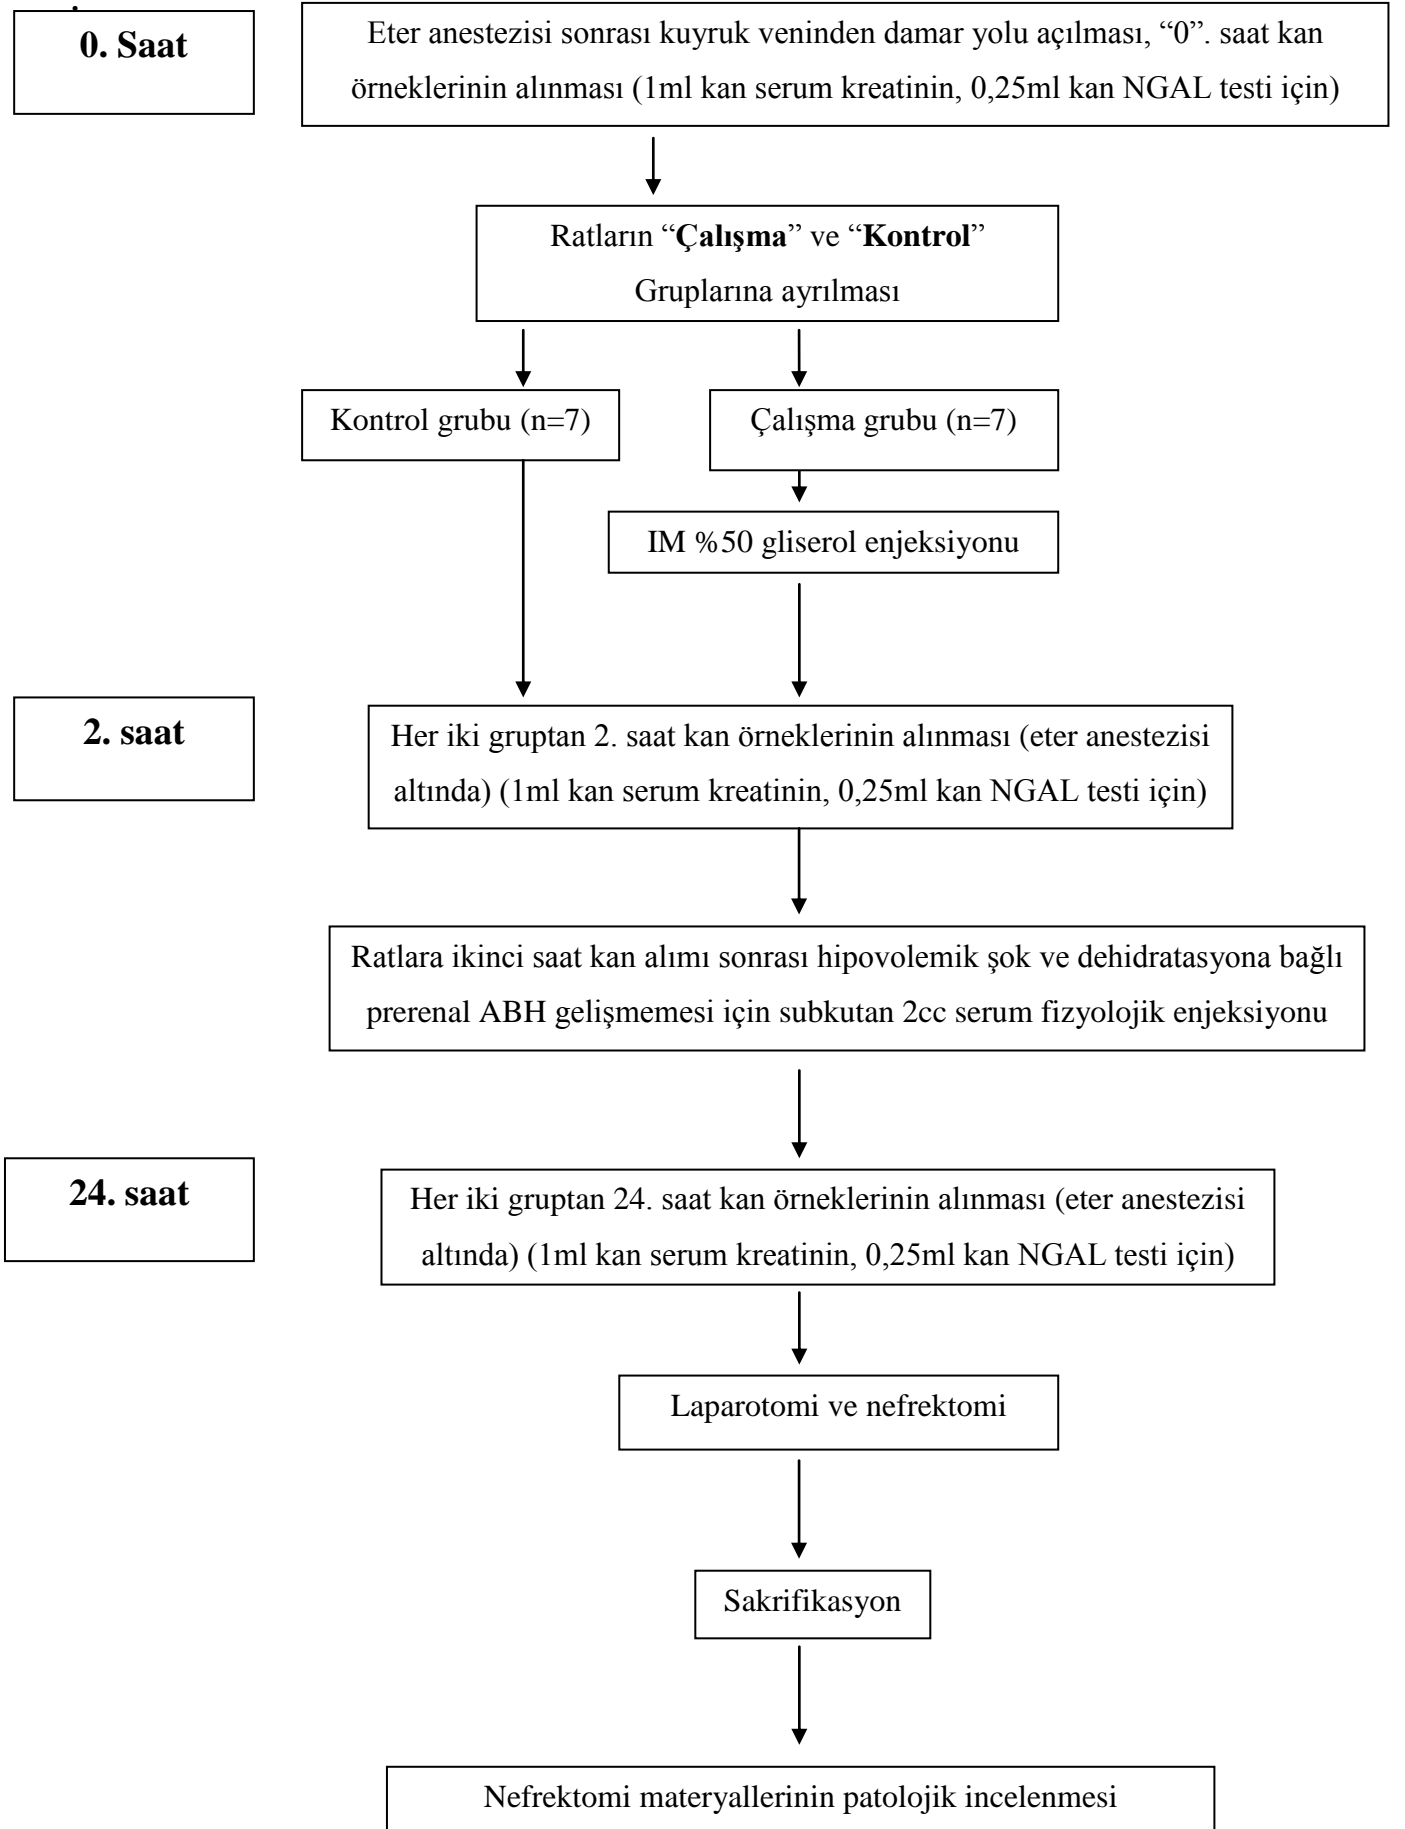 0. Saat
Eter anestezisi sonrası kuyruk veninden damar yolu açılması, “0”. saat kan
örneklerinin alınması (1ml kan serum kreatinin, 0,25ml kan NGAL testi için)
Ratların “Çalışma” ve “Kontrol”
Gruplarına ayrılması
Kontrol grubu (n=7)
Çalışma grubu (n=7)
IM %50 gliserol enjeksiyonu
2. saat
Her iki gruptan 2. saat kan örneklerinin alınması (eter anestezisi
altında) (1ml kan serum kreatinin, 0,25ml kan NGAL testi için)
Ratlara ikinci saat kan alımı sonrası hipovolemik şok ve dehidratasyona bağlı
prerenal ABH gelişmemesi için subkutan 2cc serum fizyolojik enjeksiyonu
24. saat
Her iki gruptan 24. saat kan örneklerinin alınması (eter anestezisi
altında) (1ml kan serum kreatinin, 0,25ml kan NGAL testi için)
Laparotomi ve nefrektomi
Sakrifikasyon
Nefrektomi materyallerinin patolojik incelenmesi